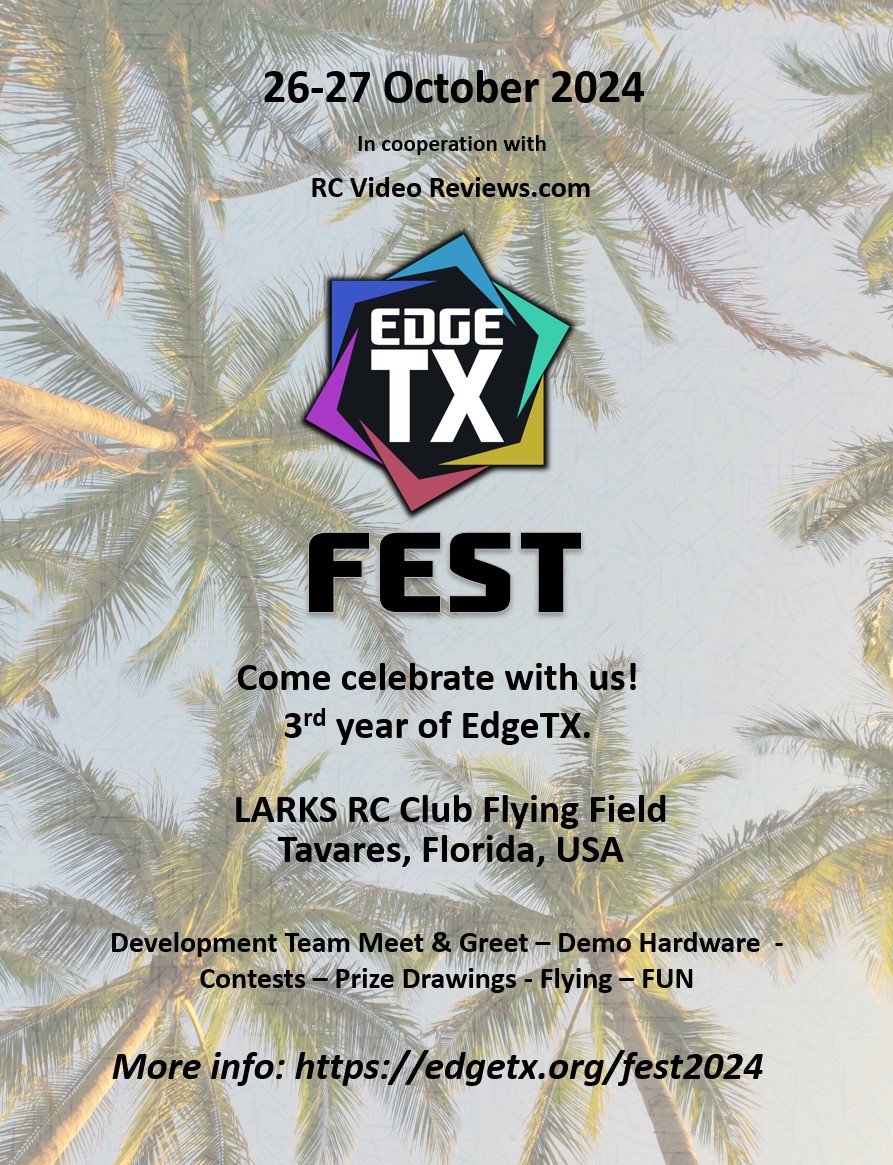 26-27 October 2024
In cooperation with
RC Video Reviews.com
EDGE
TX
FEST
Come celebrate with us!
3rd year of EdgeTX.
LARKS RC Club Flying Field
Tavares, Florida, USA
Development Team Meet & Greet – Demo Hardware -
Contests – Prize Drawings - Flying – FUN
More info: https://edgetx.org/fest2024